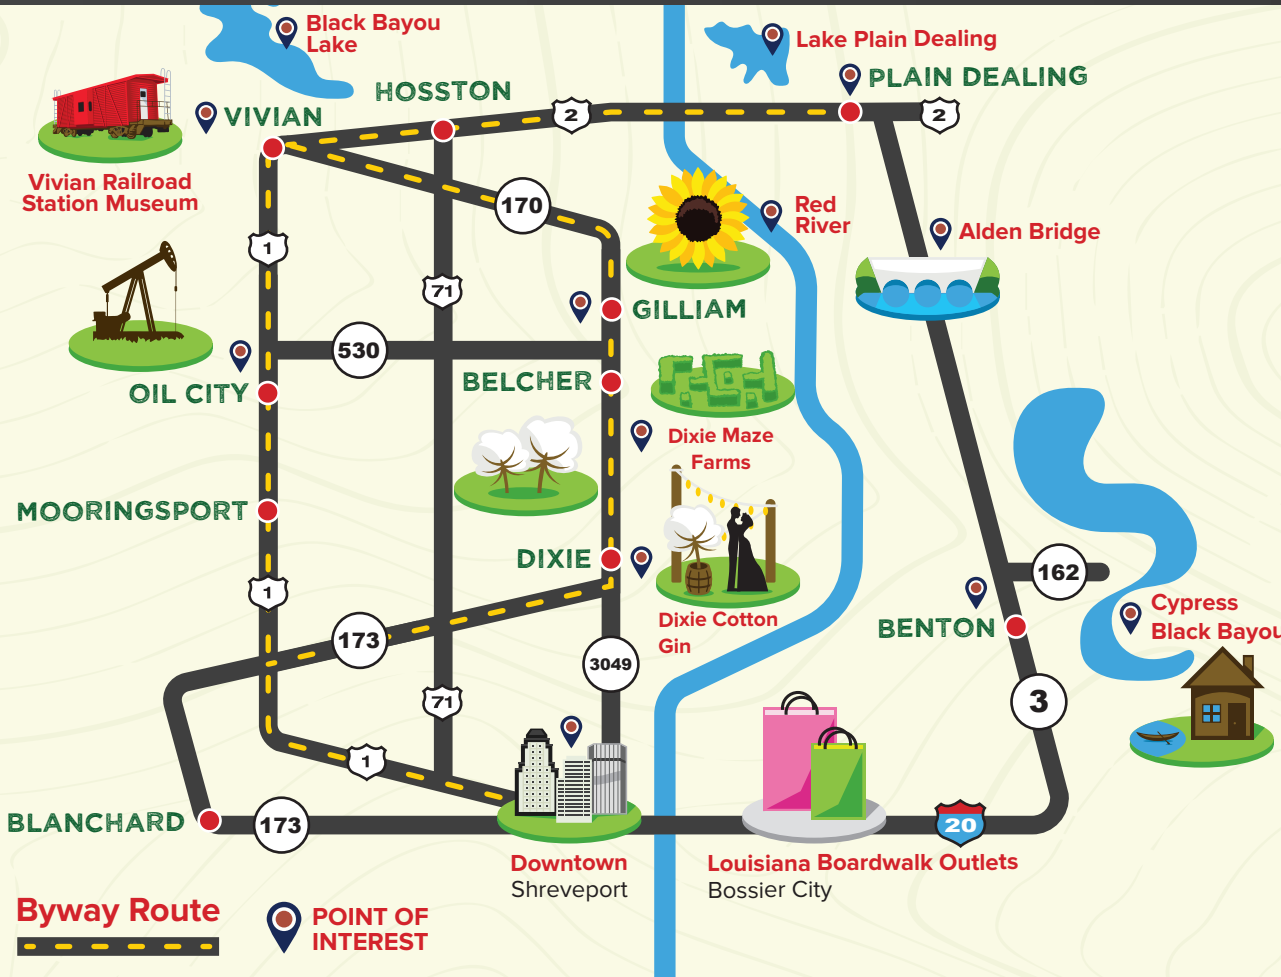 Black Bayou
Lake
Lake Plain Dealing
PLAIN DEALING
HOSSTON
VIVIAN
2
2
Vivian Railroad
Station Museum
170
Red
River
Alden Bridge
1
71
GILLIAM
530
BELCHER
OIL CITY
Dixie Maze
Farms
MOORINGSPORT
DIXIE
162
1
Cypress
Black Bayou
Dixie Cotton
Gin
BENTON
173
3049
71
3
1
BLANCHARD
173
20
Downtown
Shreveport
Louisiana Boardwalk Outlets
Bossier City
Byway Route
POINT OF
INTEREST